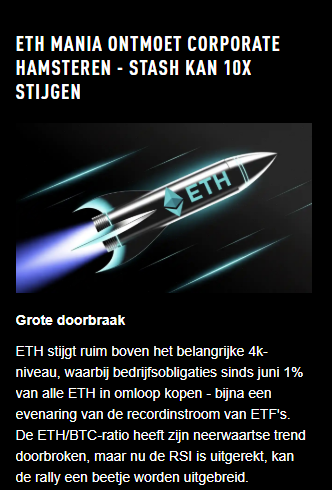 ETH MANIA ONTMOET CORPORATE
HAMSTEREN - STASH KAN 10X
STIJGEN
ETH
Grote doorbraak
ETH stijgt ruim boven het belangrijke 4k-
niveau, waarbij bedrijfsobligaties sinds juni 1%
van alle ETH in omloop kopen - bijna een
evenaring van de recordinstroom van ETF's.
De ETH/BTC-ratio heeft zijn neerwaartse trend
doorbroken, maar nu de RSI is uitgerekt, kan
de rally een beetje worden uitgebreid.